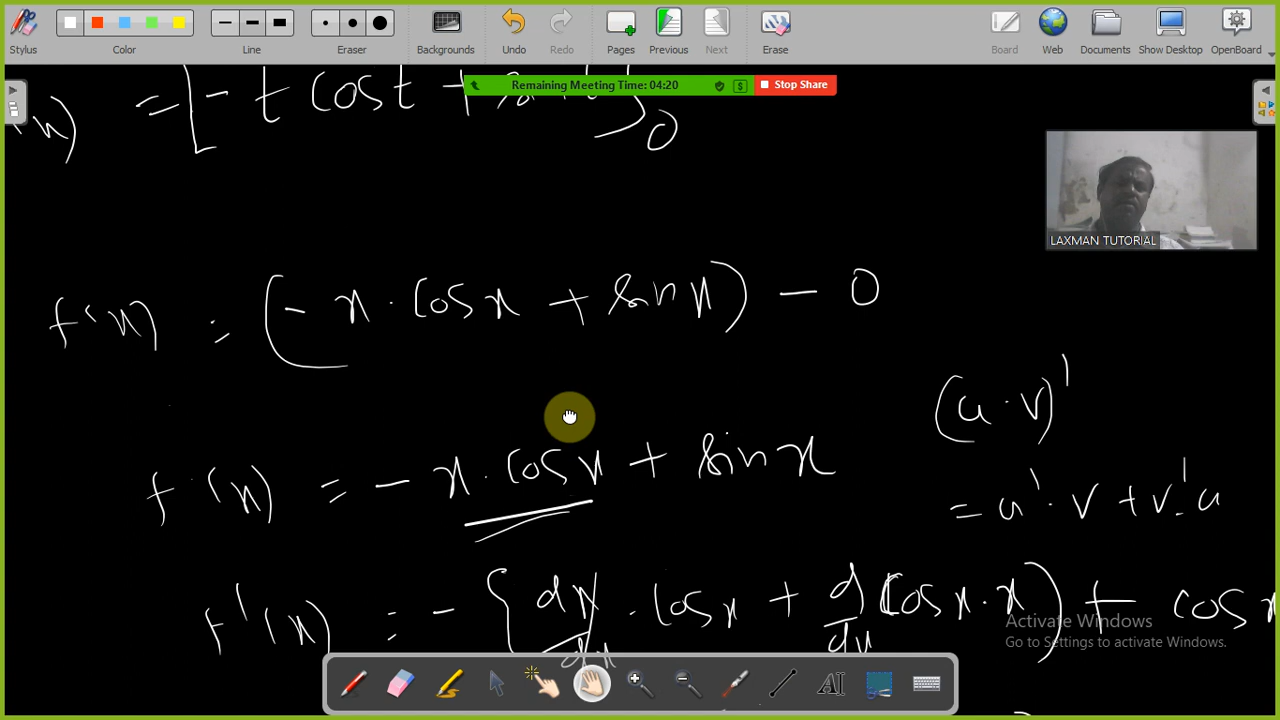 Stylus Color Line Eraser Backgrounds Undo Redo Pages Previous Next Erase Board Web Documents Show Desktop OpenBoard
Remaining Meeting Time: 04:20 Stop Share
= [ - t cos t +
0
LAXMAN TUTORIAL
f'(x) = (- x . cos x + sin x) - 0
(u . v)'
f'(x) = - x . cos x + sin x
= u' . v + v' . u
f'(x) = - { dx/dx . cos x + d/dx cos x . x ) + cos x
Activate Windows
Go to Settings to activate Windows.
AI